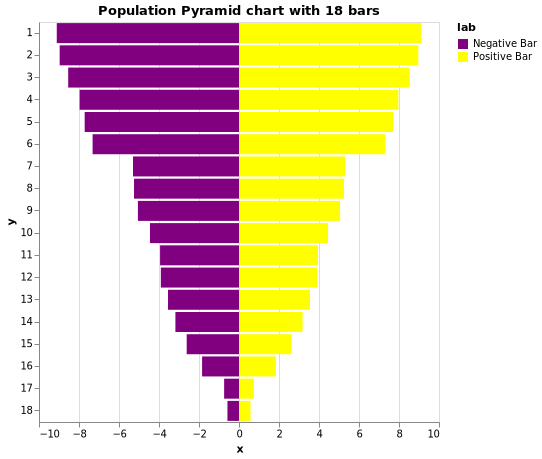 Population Pyramid chart with 18 bars
lab
Negative Bar
Positive Bar
y
1
2
3
4
5
6
7
8
9
10
11
12
13
14
15
16
17
18
−10 −8 −6 −4 −2 0 2 4 6 8 10
x